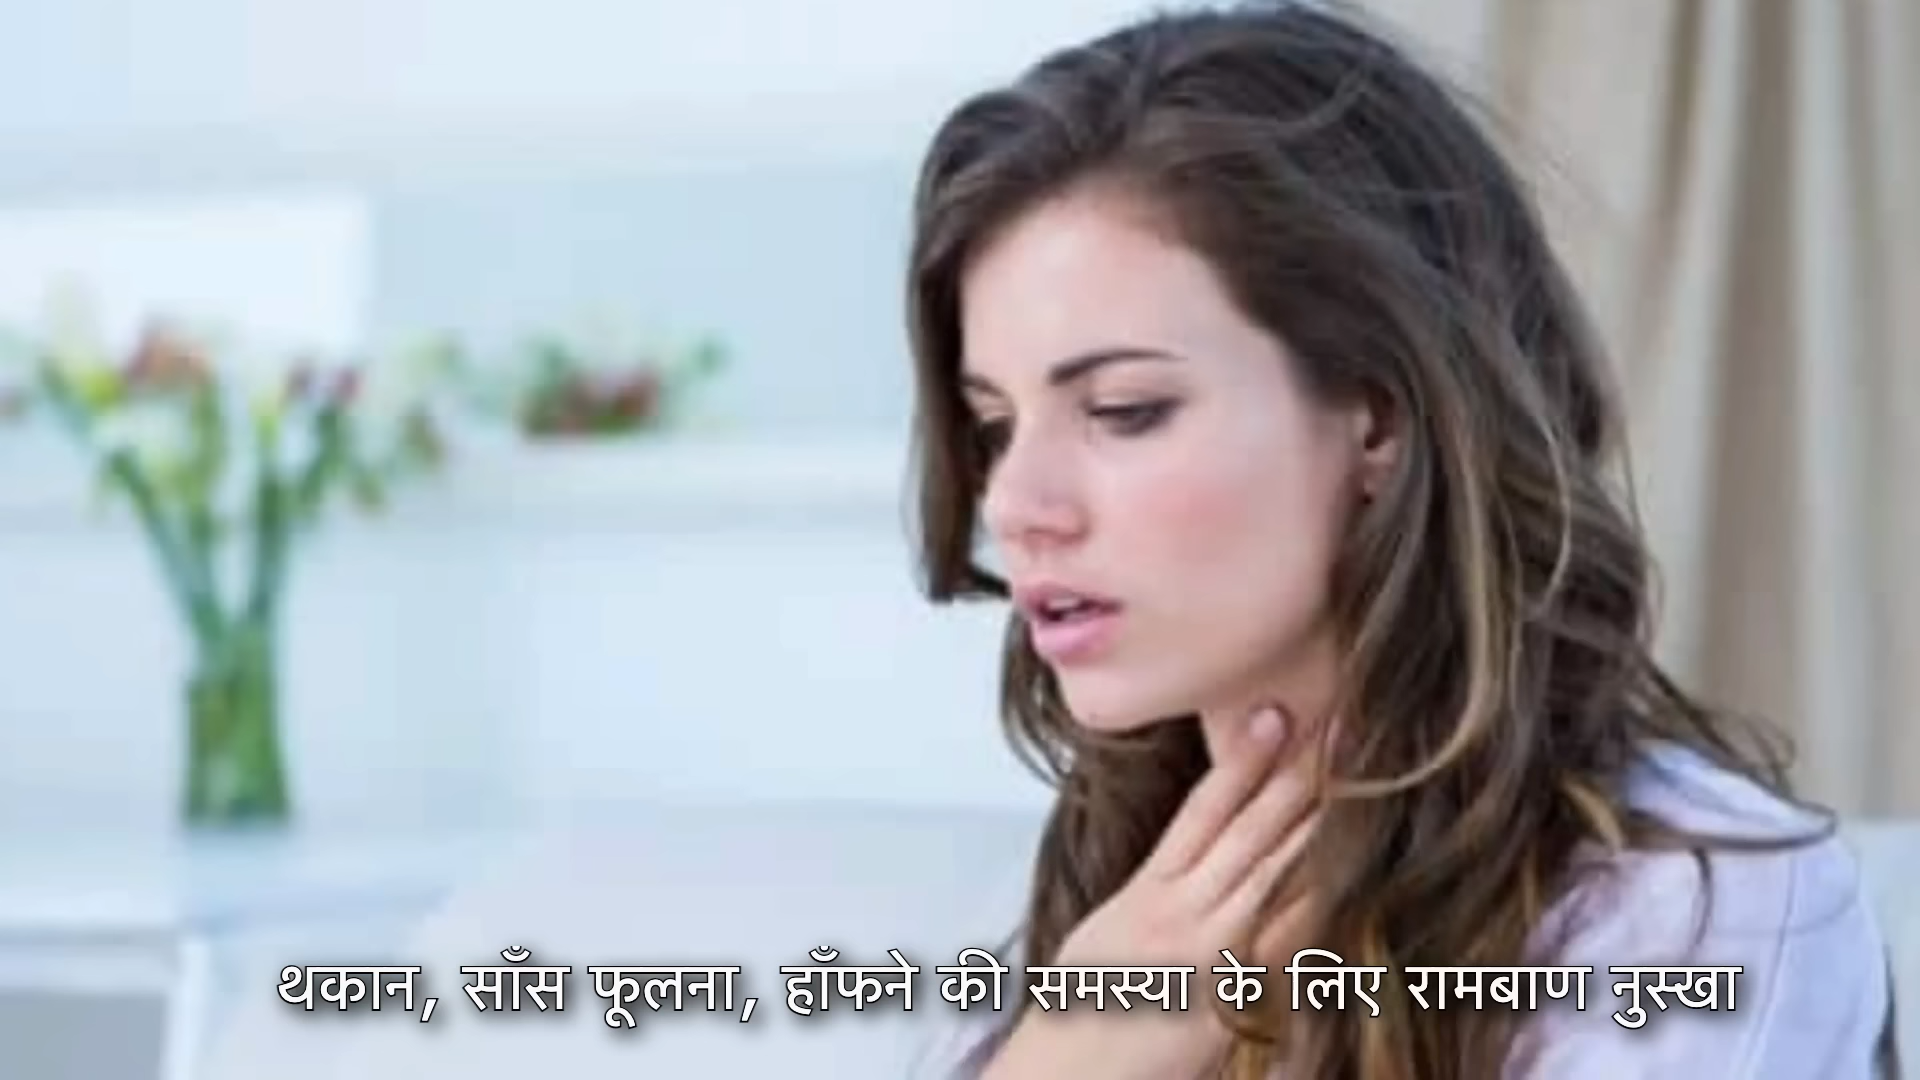 थकान, साँस फूलना, हाँफने की समस्या के लिए रामबाण नुस्खा